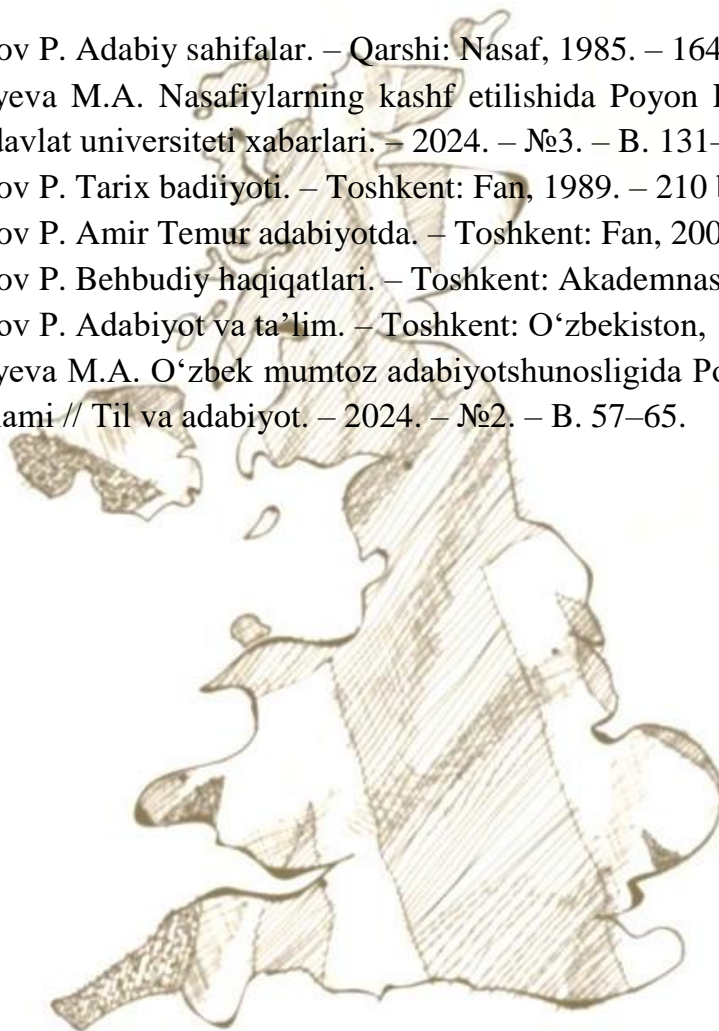 ov P. Adabiy sahifalar. – Qarshi: Nasaf, 1985. – 164
yeva M.A. Nasafiylarning kashf etilishida Poyon
davlat universiteti xabarlari. – 2024. – №3. – B. 131–
ov P. Tarix badiiyoti. – Toshkent: Fan, 1989. – 210
ov P. Amir Temur adabiyotda. – Toshkent: Fan, 200
ov P. Behbudiy haqiqatlari. – Toshkent: Akademnas
ov P. Adabiyot va ta’lim. – Toshkent: O‘zbekiston,
yeva M.A. O‘zbek mumtoz adabiyotshunosligida Po
ami // Til va adabiyot. – 2024. – №2. – B. 57–65.